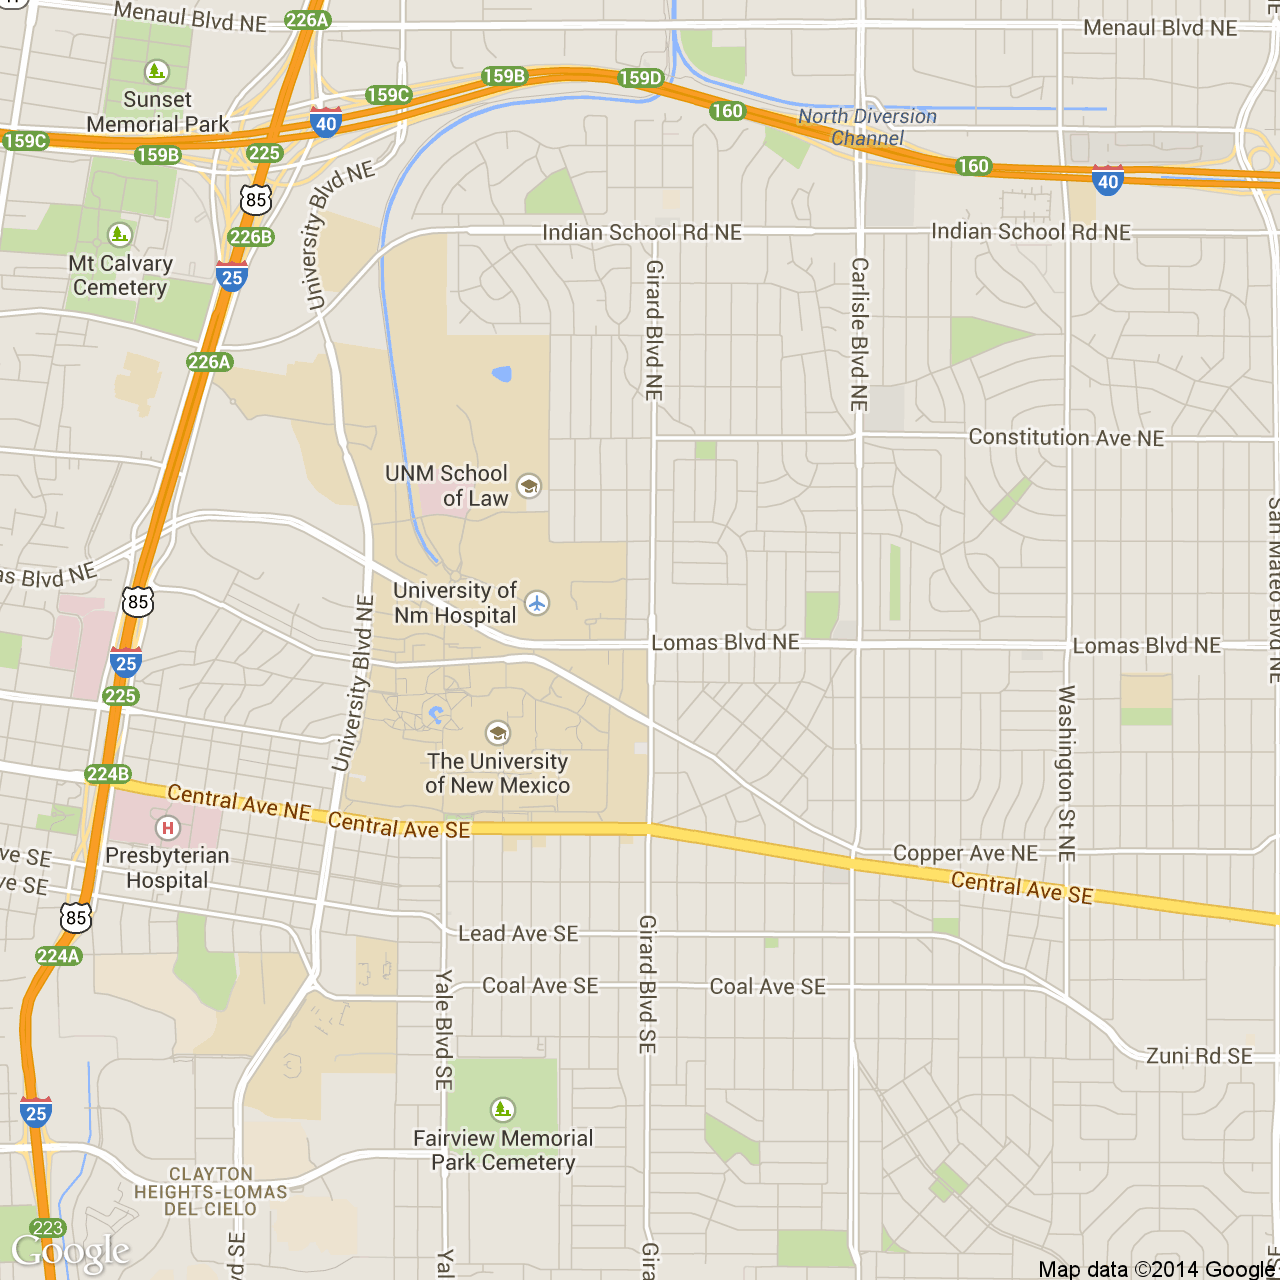 Menaul Blvd NE
226A
Menaul Blvd NE
Sunset
Memorial Park
159C
159B
159D
160
North Diversion
Channel
40
159C
159B
225
160
40
University Blvd NE
85
226B
Indian School Rd NE
Indian School Rd NE
Mt Calvary
Cemetery
25
Girard Blvd NE
Carlisle Blvd NE
226A
Constitution Ave NE
UNM School
of Law
San Mateo Blvd NE
Blvd NE
85
University of
Nm Hospital
University Blvd NE
Lomas Blvd NE
Lomas Blvd NE
25
225
Washington St NE
The University
of New Mexico
224B
Central Ave NE
Central Ave SE
Presbyterian
Hospital
Ave SE
Ave SE
Copper Ave NE
Central Ave SE
85
224A
Lead Ave SE
Girard Blvd SE
Coal Ave SE
Coal Ave SE
Yale Blvd SE
Zuni Rd SE
25
Fairview Memorial
Park Cemetery
CLAYTON
HEIGHTS-LOMAS
DEL CIELO
223
Google
Map data ©2014 Google